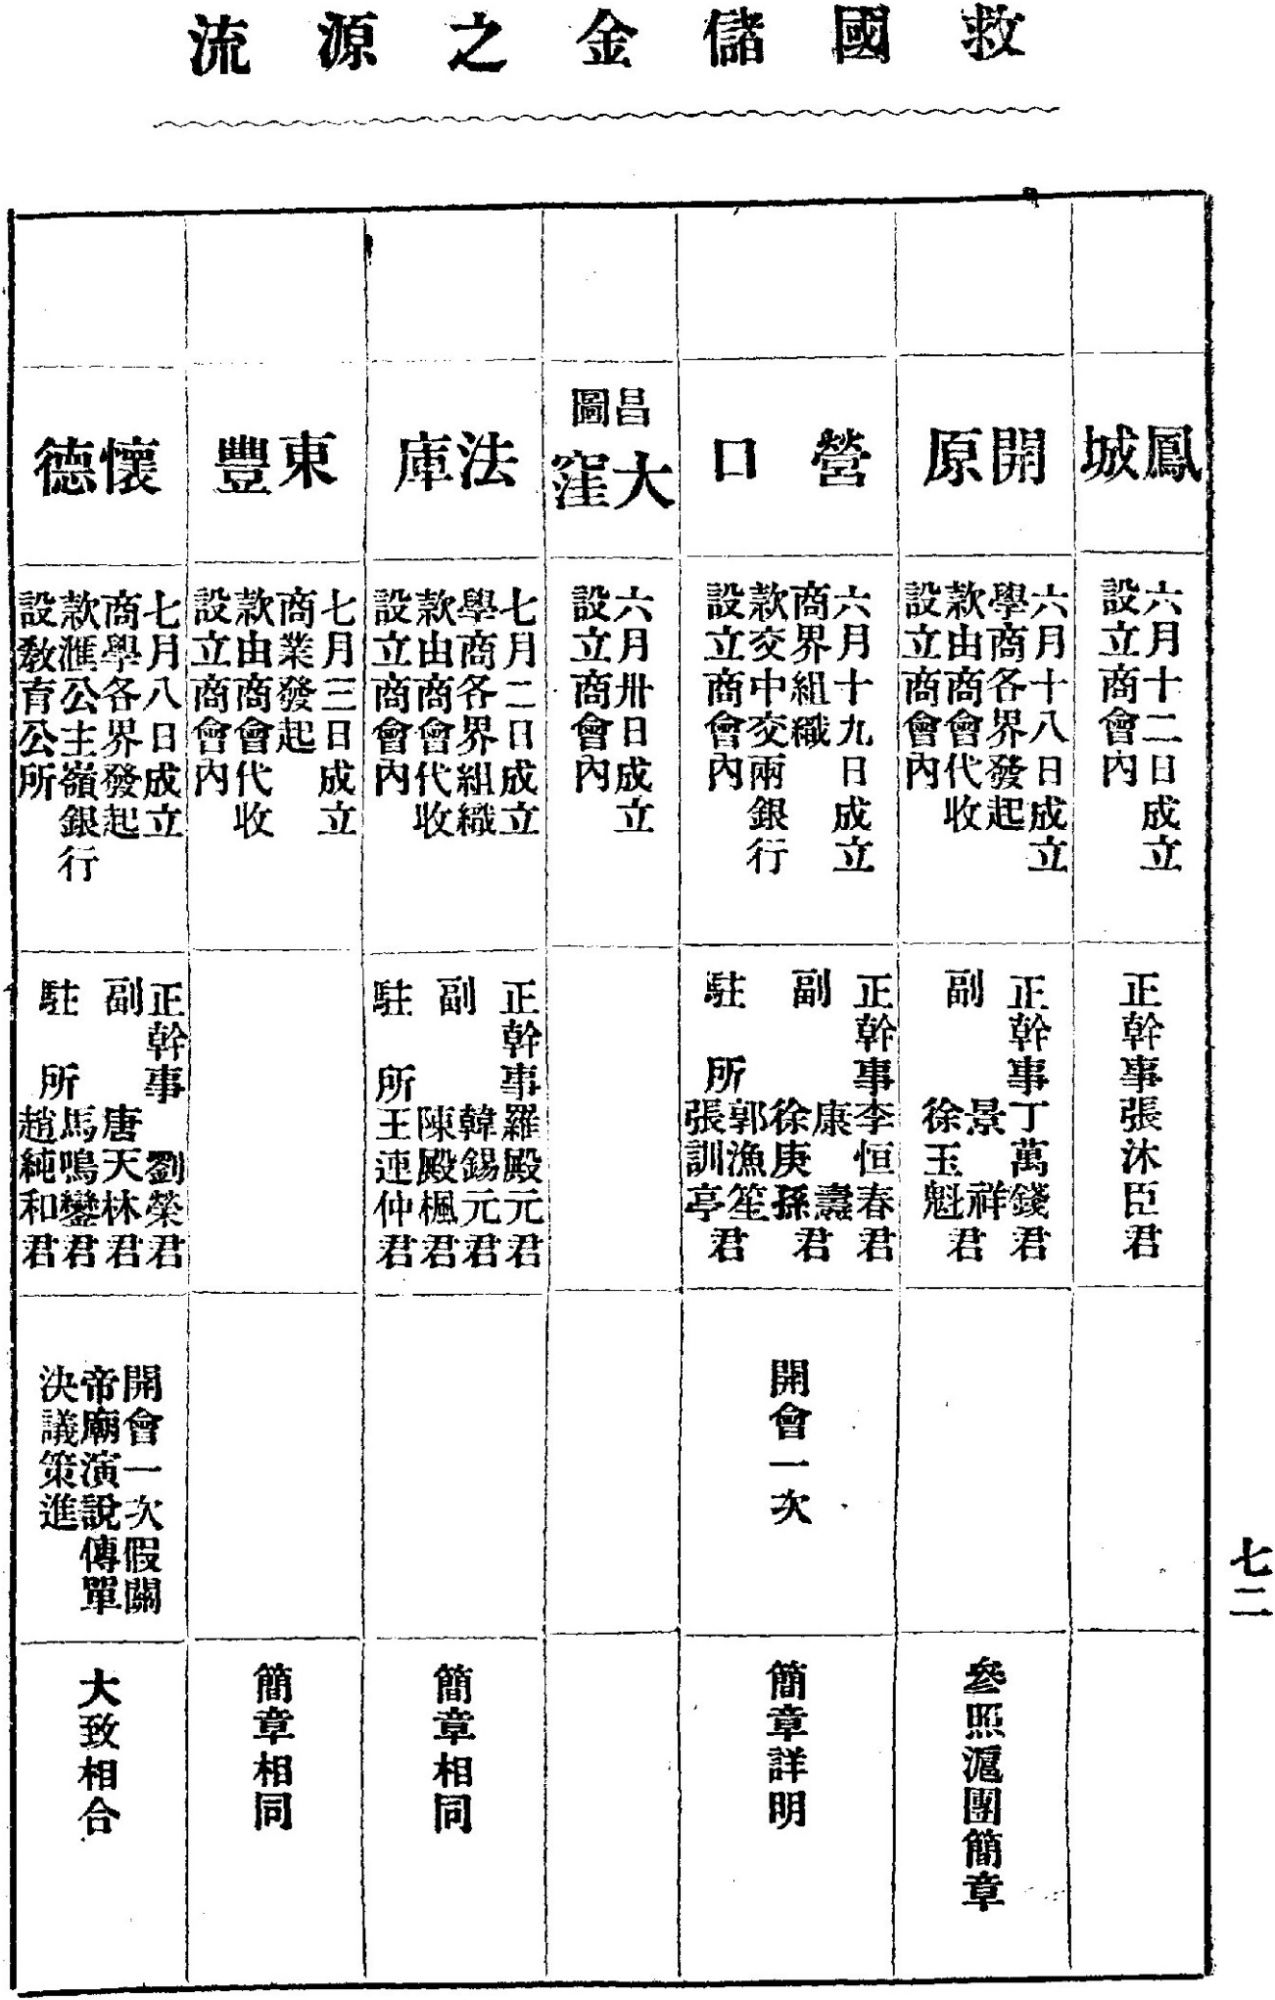 救國儲金之源流
七二
鳳城
六月十二日成立
設立商會內
正幹事張沐臣君
開原
六月十八日成立
學商各界發起
款由商會代收
設立商會內
正幹事丁萬錢君
副景祥
徐玉魁君
參照滬團簡章
營口
六月十九日成立
商界組織
款交中交兩銀行
設立商會內
正幹事李恒春君
副康壽
徐庚孫君
駐所郭漁笙
張訓亭君
開會一次
簡章詳明
昌圖
大窪
六月卅日成立
設立商會內
法庫
七月二日成立
學商各界組織
款由商會代收
設立商會內
正幹事羅殿元君
副韓錫元君
陳殿楓君
駐所王連仲君
簡章相同
東豐
七月三日成立
商業發起
款由商會代收
設立商會內
簡章相同
懷德
七月八日成立
商學各界發起
款滙公主嶺銀行
設教育公所
正幹事劉榮君
副唐天林君
駐所馬鳴鑾君
趙純和君
開會一次假關
帝廟演說傳單
決議策進
大致相合